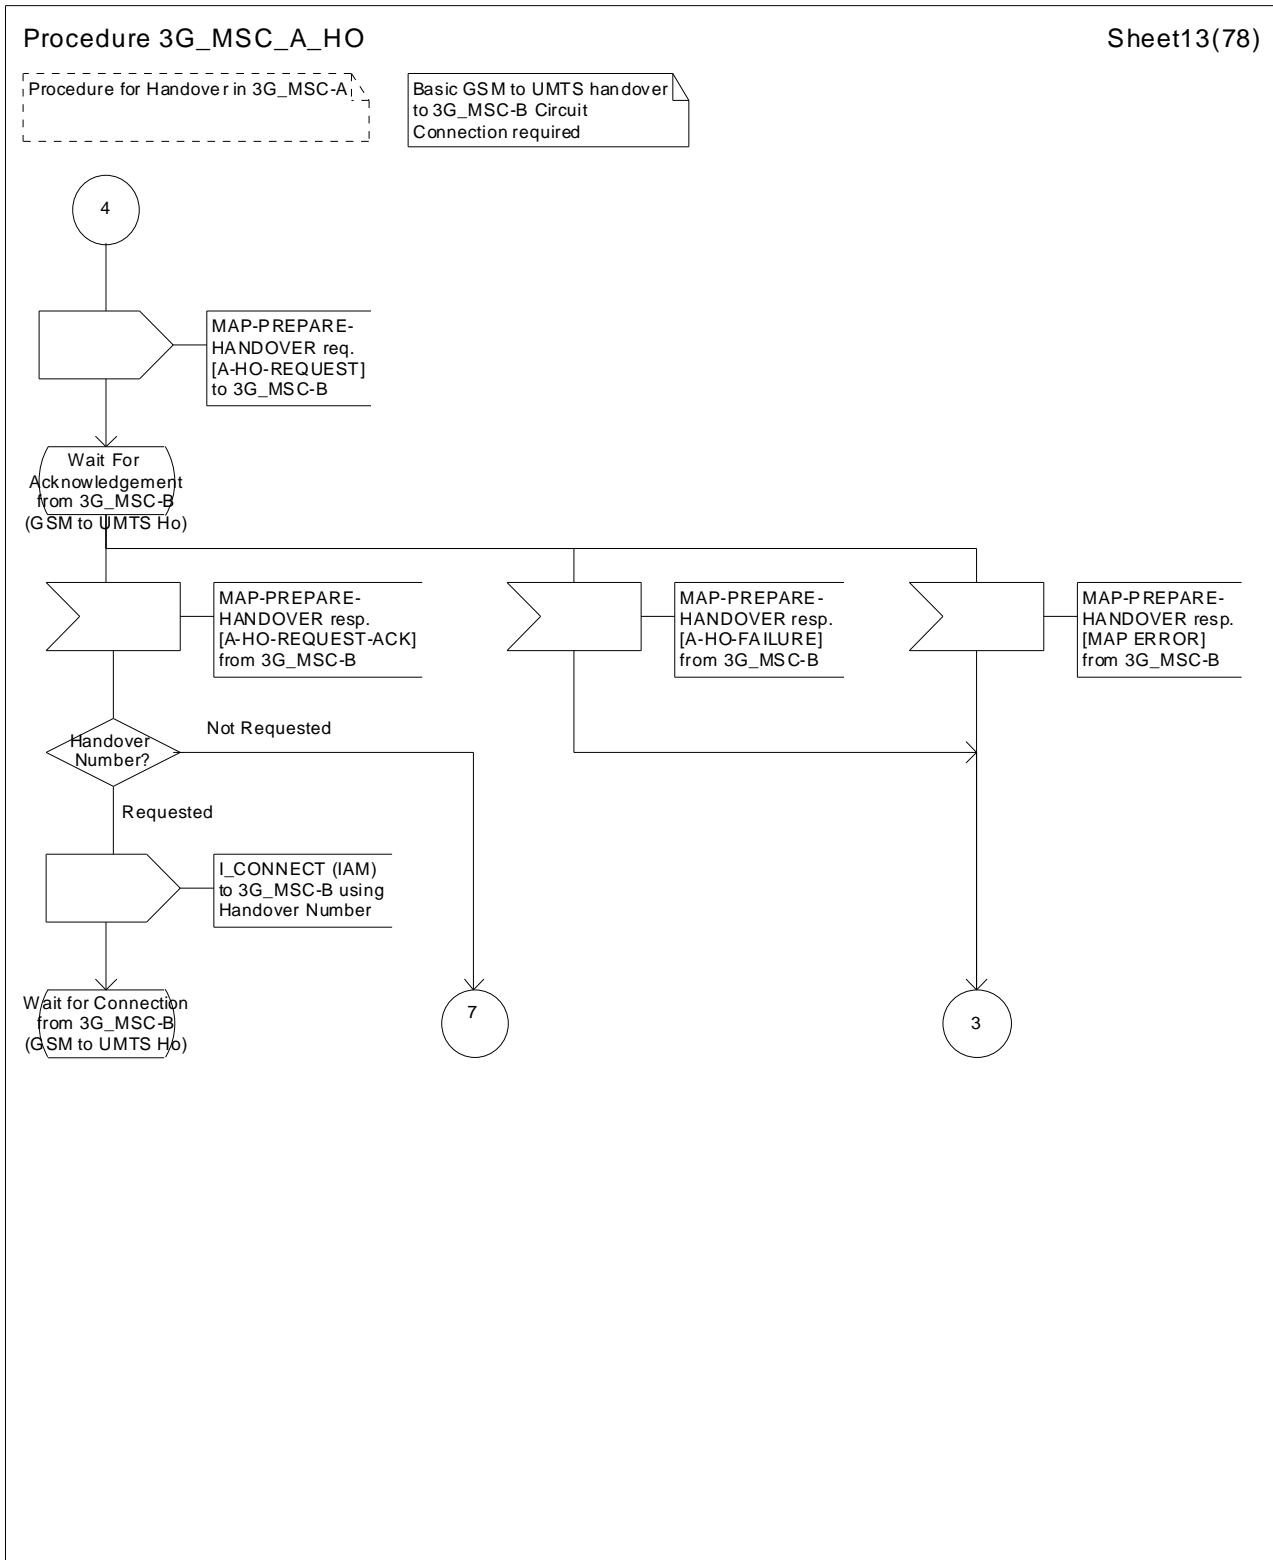 Procedure 3G_MSC_A_HO
Sheet13(78)
Procedure for Handover in 3G_MSC-A
Basic GSM to UMTS handover
to 3G_MSC-B Circuit
Connection required
4
MAP-PREPARE-
HANDOVER req.
[A-HO-REQUEST]
to 3G_MSC-B
Wait For
Acknowledgement
from 3G_MSC-B
(GSM to UMTS Ho)
MAP-PREPARE-
HANDOVER resp.
[A-HO-REQUEST-ACK]
from 3G_MSC-B
MAP-PREPARE-
HANDOVER resp.
[A-HO-FAILURE]
from 3G_MSC-B
MAP-PREPARE-
HANDOVER resp.
[MAP ERROR]
from 3G_MSC-B
Handover
Number?
Not Requested
Requested
I_CONNECT (IAM)
to 3G_MSC-B using
Handover Number
Wait for Connection
from 3G_MSC-B
(GSM to UMTS Ho)
7
3